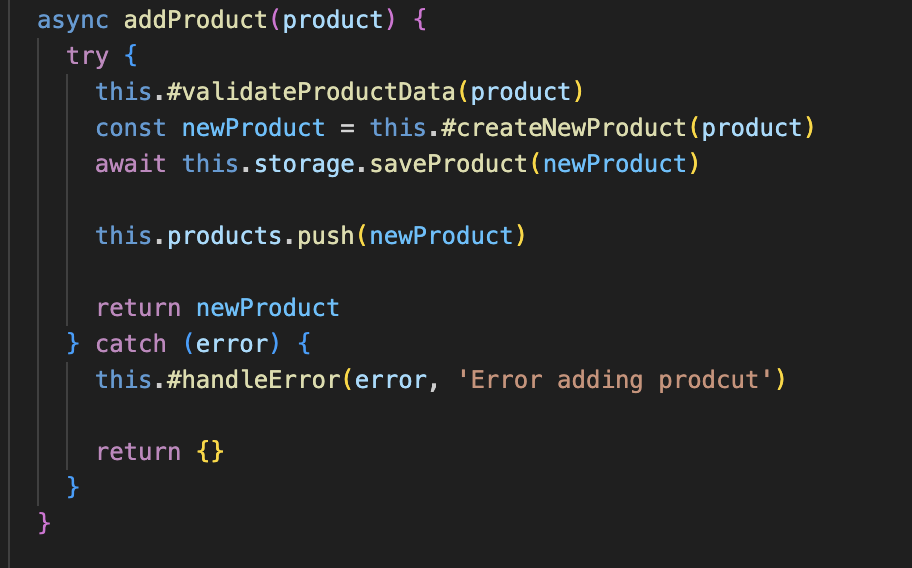 async addProduct(product) {
try {
this.#validateProductData(product)
const newProduct = this.#createNewProduct(product)
await this.storage.saveProduct(newProduct)
this.products.push(newProduct)
return newProduct
} catch (error) {
this.#handleError(error, 'Error adding prodcut')
return {}
}
}